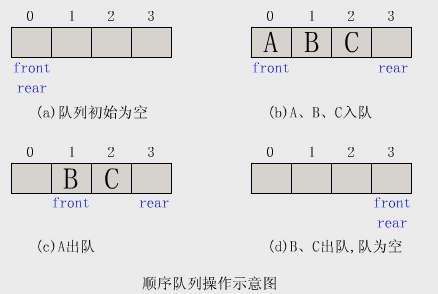 0 1 2 3
front
rear
(a)队列初始为空
0 1 2 3
A B C
front rear
(b)A、B、C入队
0 1 2 3
B C
front rear
(c)A出队
0 1 2 3
front
rear
(d)B、C出队,队为空
顺序队列操作示意图